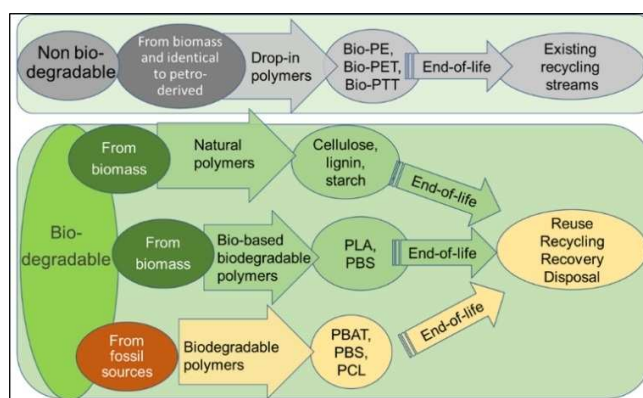 Non bio-
degradable
From biomass
and identical
to petro-
derived
Drop-in
polymers
Bio-PE,
Bio-PET,
Bio-PTT
End-of-life
Existing
recycling
streams
Bio-
degradable
From
biomass
Natural
polymers
Cellulose,
lignin,
starch
End-of-life
From
biomass
Bio-based
biodegradable
polymers
PLA,
PBS
End-of-life
Reuse
Recycling
Recovery
Disposal
From
fossil
sources
Biodegradable
polymers
PBAT,
PBS,
PCL
End-of-life